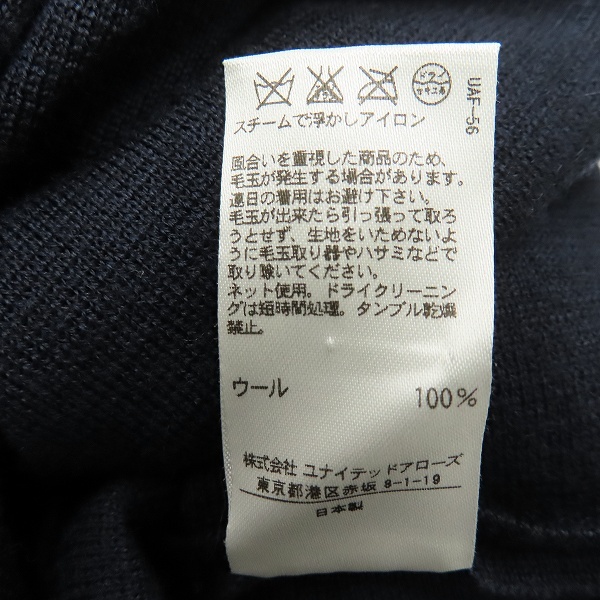 ドライ
セキユ系
UAF-56
スチームで浮かしアイロン
風合いを重視した商品のため、
毛玉が発生する場合があります。
連日の着用はお避け下さい。
毛玉が出来たら引っ張って取ろ
うとせず、生地をいためないよ
うに毛玉取り器やハサミなどで
取り除いてください。
ネット使用。ドライクリーニン
グは短時間処理。タンブル乾燥
禁止。
ウール 100%
株式会社 ユナイテッドアローズ
東京都港区赤坂 8-1-19
日本製